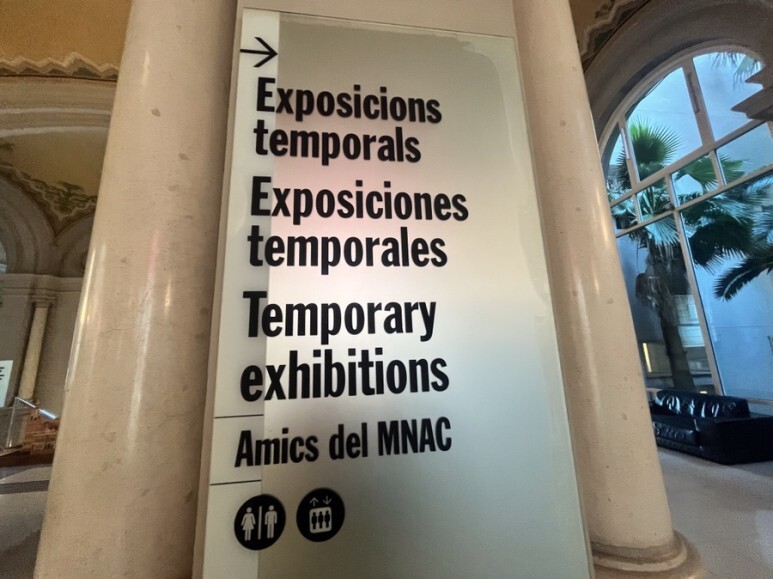 Exposicions
temporals
Exposiciones
temporales
Temporary
exhibitions
Amics del MNAC